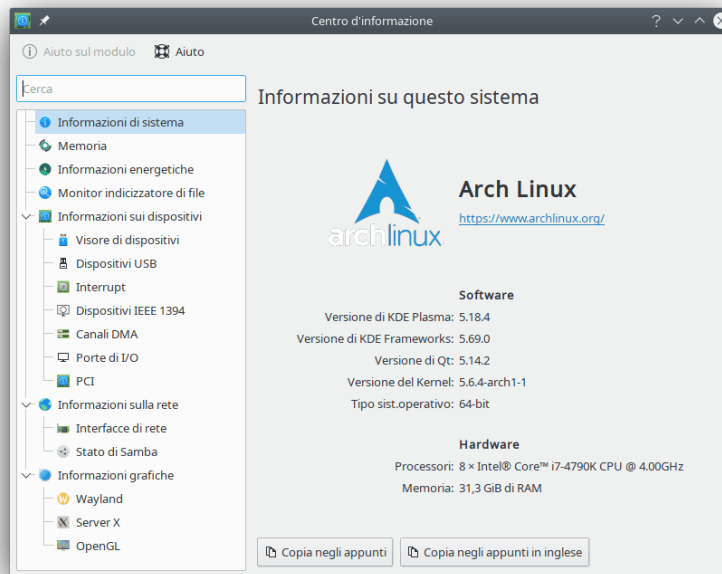 Centro d'informazione
Aiuto sul modulo Aiuto
Cerca
Informazioni di sistema
Memoria
Informazioni energetiche
Monitor indicizzatore di file
Informazioni sui dispositivi
Visore di dispositivi
Dispositivi USB
Interrupt
Dispositivi IEEE 1394
Canali DMA
Porte di I/O
PCI
Informazioni sulla rete
Interfacce di rete
Stato di Samba
Informazioni grafiche
Wayland
Server X
OpenGL
Informazioni su questo sistema
archlinux
Arch Linux
https://www.archlinux.org/
Software
Versione di KDE Plasma: 5.18.4
Versione di KDE Frameworks: 5.69.0
Versione di Qt: 5.14.2
Versione del Kernel: 5.6.4-arch1-1
Tipo sist.operativo: 64-bit
Hardware
Processori: 8 × Intel® Core™ i7-4790K CPU @ 4.00GHz
Memoria: 31,3 GiB di RAM
Copia negli appunti Copia negli appunti in inglese